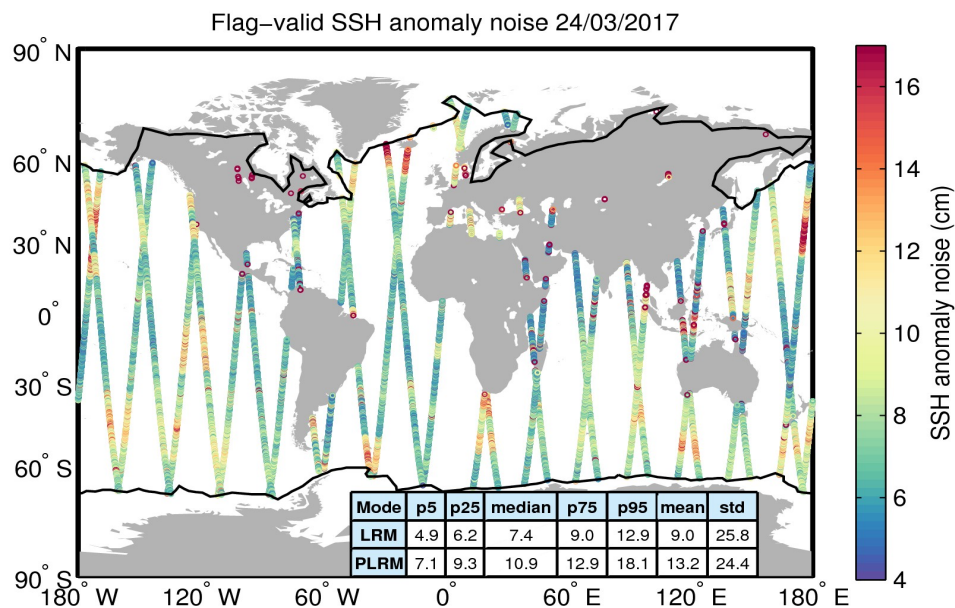 Flag−valid SSH anomaly noise 24/03/2017
90° N
60° N
30° N
0°
30° S
60° S
90° S
180° W
120° W
60° W
0°
60° E
120° E
180° E
Mode p5 p25 median p75 p95 mean std
LRM 4.9 6.2 7.4 9.0 12.9 9.0 25.8
PLRM 7.1 9.3 10.9 12.9 18.1 13.2 24.4
16
14
12
10
8
6
4
SSH anomaly noise (cm)